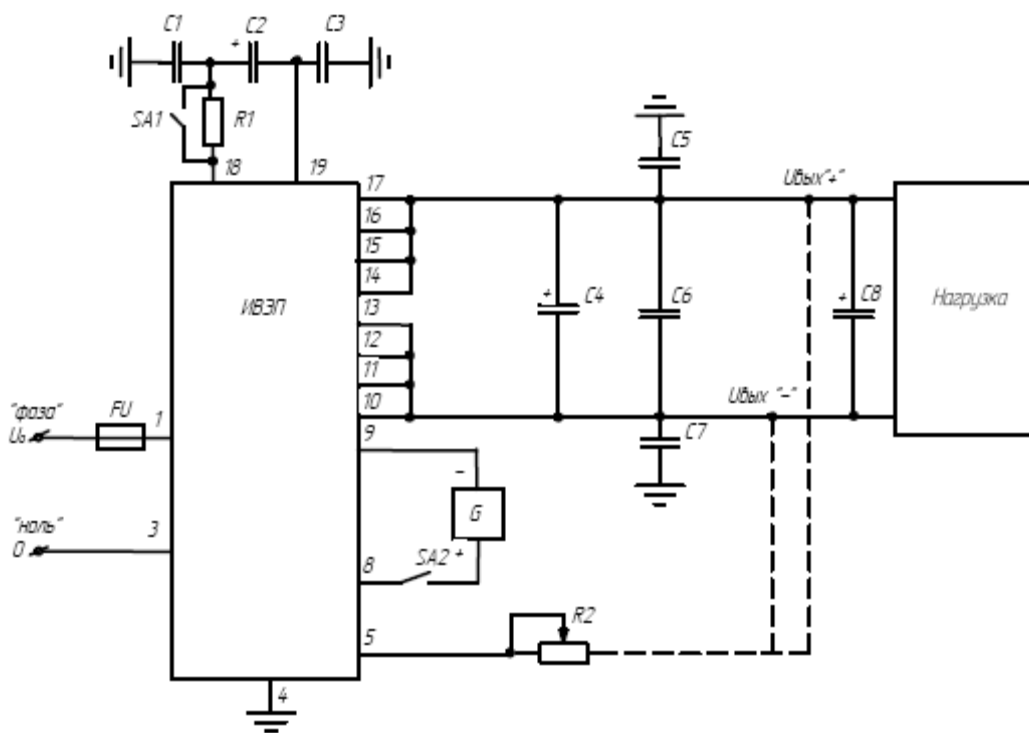 C1
C2
C3
+
SA1
R1
18
19
17
16
15
14
13
12
11
10
9
8
5
4
ИВЭП
C5
Uвых"+"
C4
+
C6
C8
+
Нагрузка
Uвых "-"
C7
"фаза"
U₀
FU
1
"ноль"
0
3
-
G
SA2
+
R2